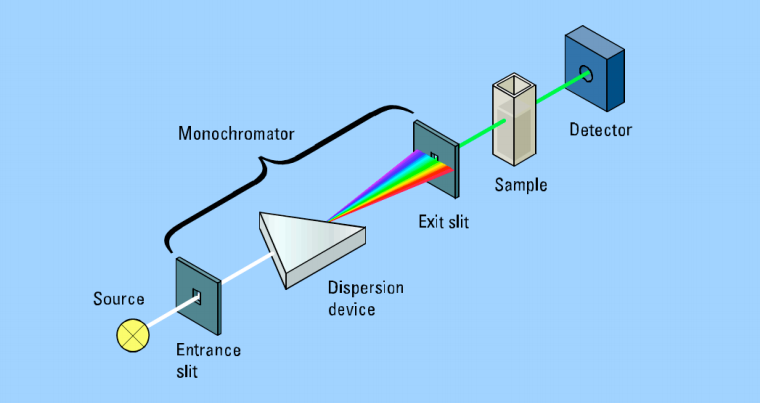 Monochromator
Detector
Sample
Exit slit
Dispersion
device
Source
Entrance
slit